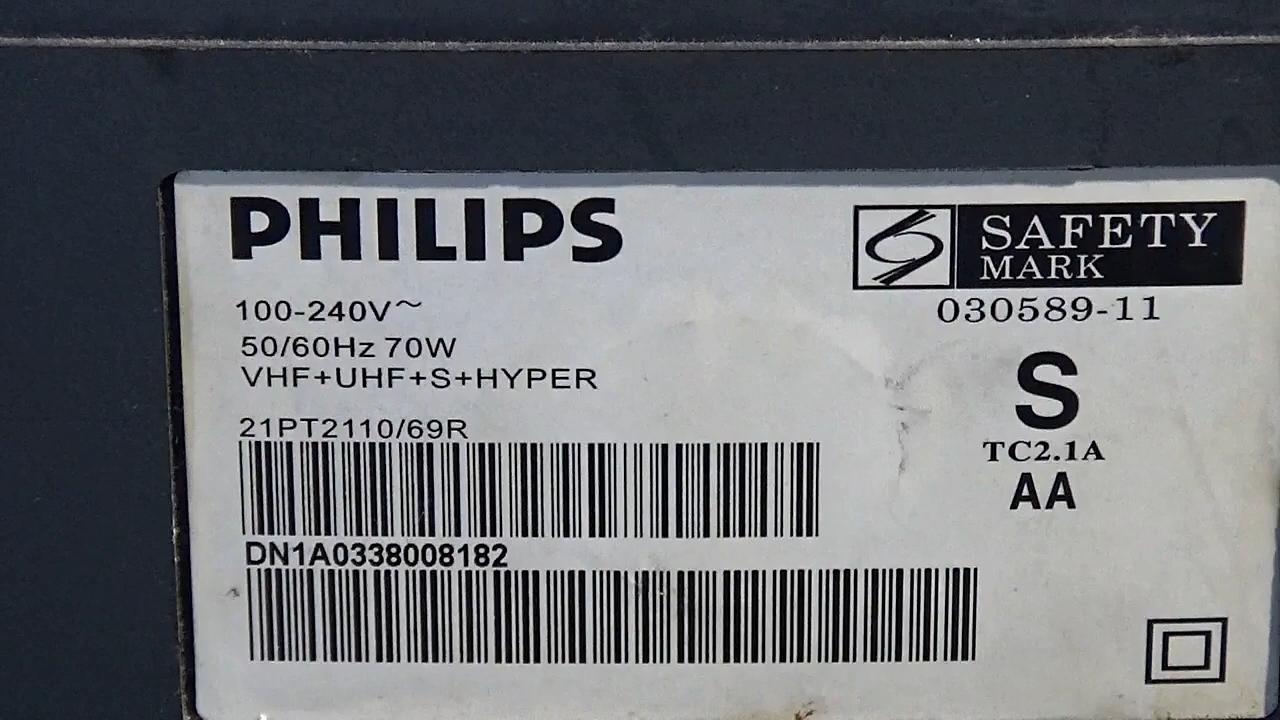 PHILIPS
SAFETY
MARK
030589-11
100-240V~
50/60Hz 70W
VHF+UHF+S+HYPER
21PT2110/69R
S
TC2.1A
AA
DN1A0338008182